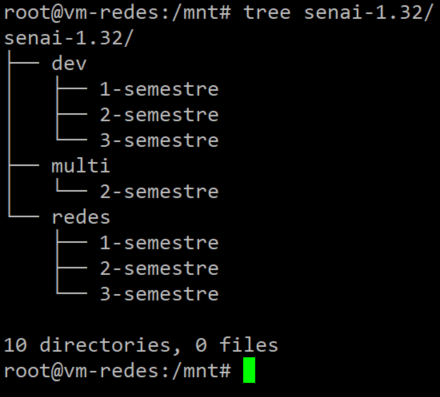 root@vm-redes:/mnt# tree senai-1.32/
senai-1.32/
├── dev
│   ├── 1-semestre
│   ├── 2-semestre
│   └── 3-semestre
├── multi
│   └── 2-semestre
└── redes
    ├── 1-semestre
    ├── 2-semestre
    └── 3-semestre
10 directories, 0 files
root@vm-redes:/mnt#